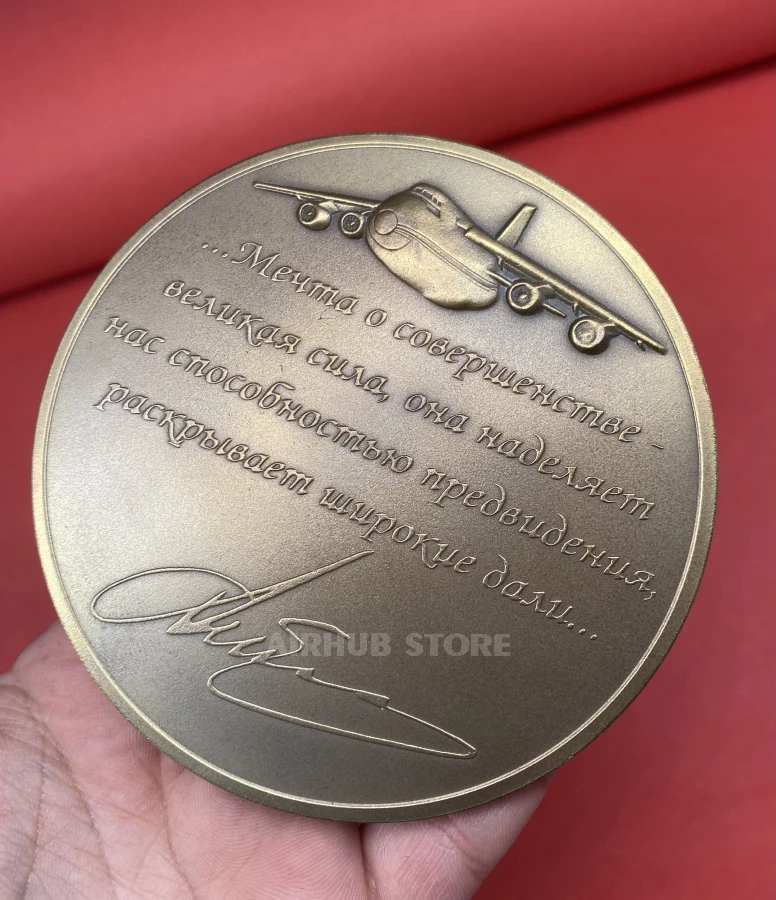 ...Мечта о совершенстве -
великая сила, она наделяет
нас способностью предвидения,
раскрывает широкие дали...
AIRHUB STORE